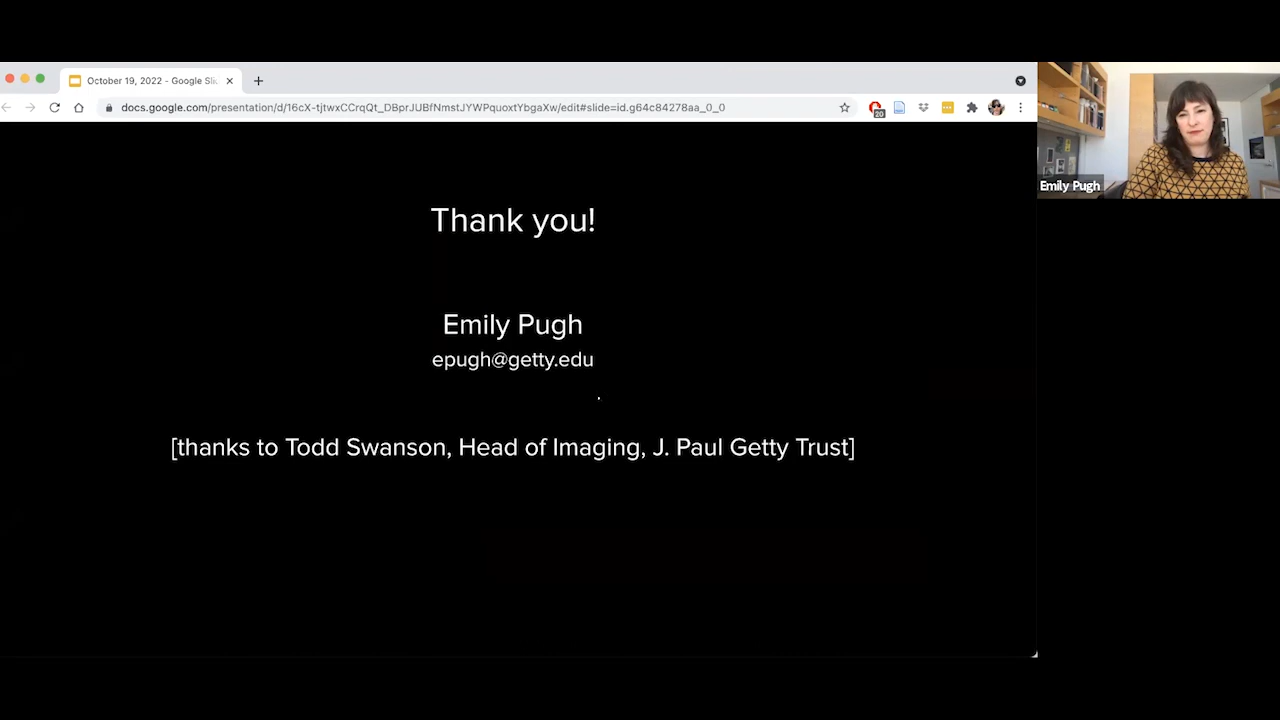 October 19, 2022 - Google Sli
docs.google.com/presentation/d/16cX-tjtwxCCrqQt_DBprJUBfNmstJYWPquoxtYbgaXw/edit#slide=id.g64c84278aa_0_0
20
Emily Pugh
Thank you!
Emily Pugh
epugh@getty.edu
.
[thanks to Todd Swanson, Head of Imaging, J. Paul Getty Trust]